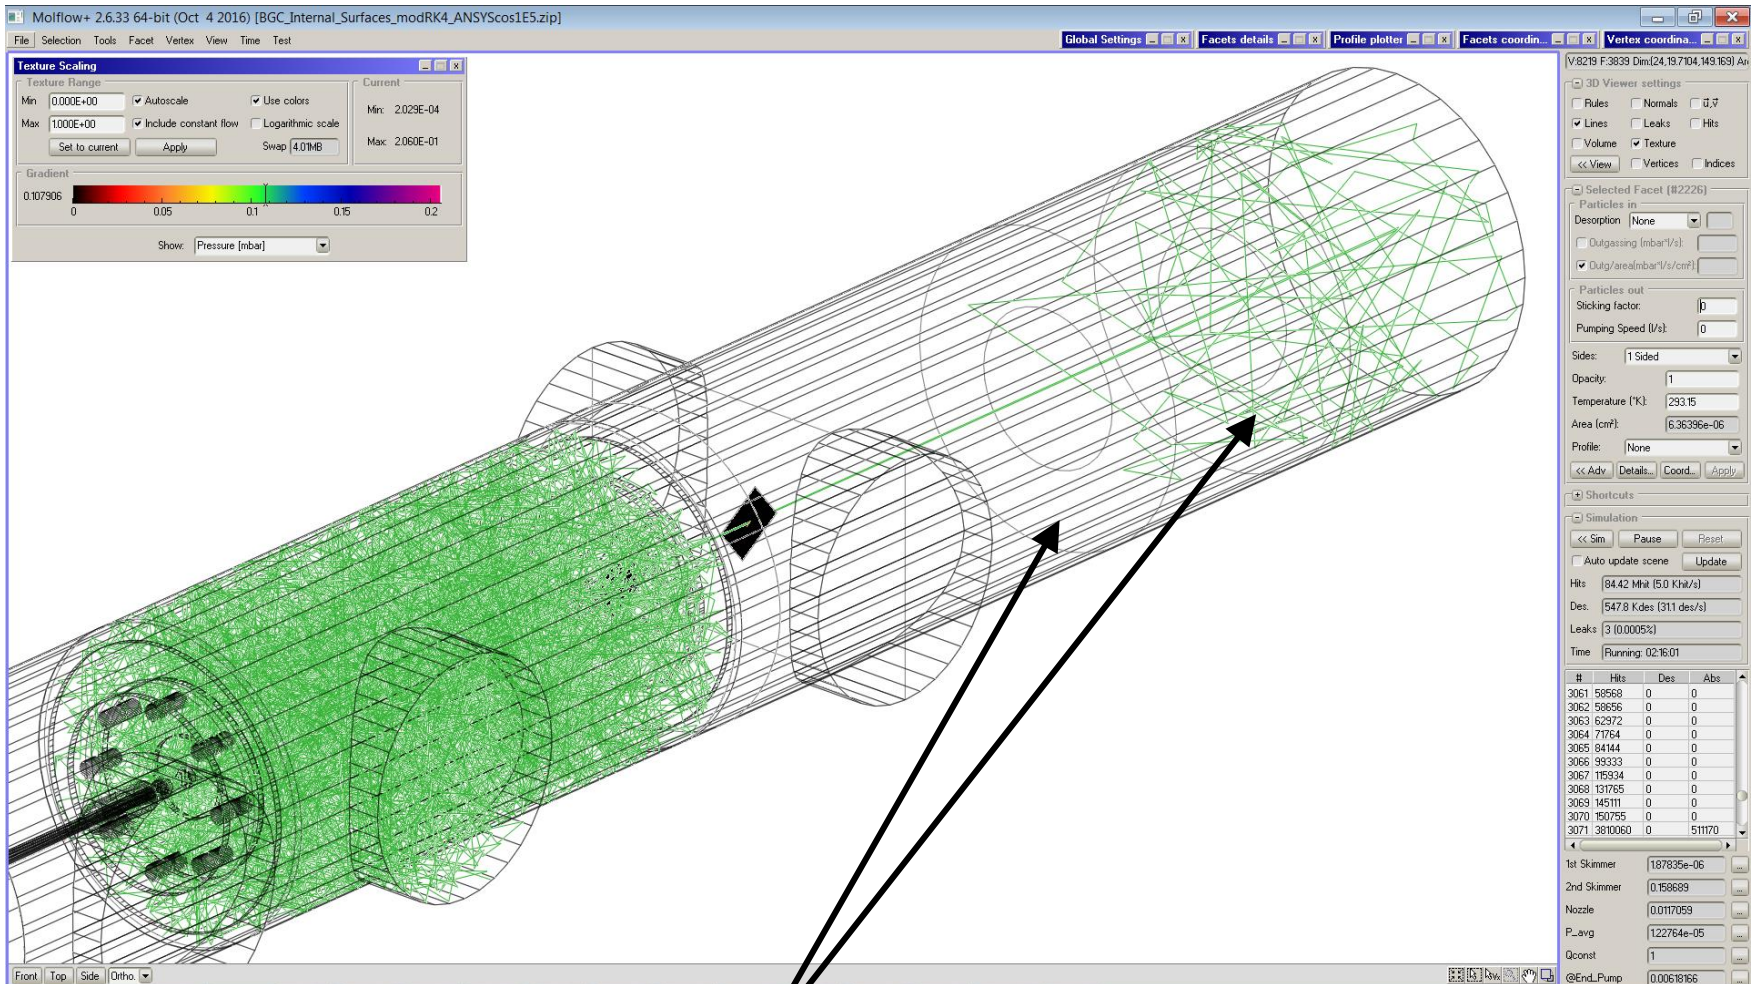 Molflow+ 2.6.33 64-bit (Oct 4 2016) [BGC_Internal_Surfaces_modRK4_ANSYScos1E5.zip]
File Selection Tools Facet Vertex View Time Test
Global Settings Facets details Profile plotter Facets coordin... Vertex coordina...
Texture Scaling
Texture Range
Min 0.000E+00 Autoscale Use colors
Max 1.000E+00 Include constant flow Logarithmic scale
Set to current Apply Swap 4.01MB
Current
Min: 2.029E-04
Max: 2.060E-01
Gradient
0.107906
0 0.05 0.1 0.15 0.2
Show: Pressure [mbar]
V:8219 F:3839 Dim:(24,19.7104,149.169)
3D Viewer settings
Rules Normals ū,v̄
Lines Leaks Hits
Volume Texture
<< View Vertices Indices
Selected Facet (#2226)
Particles in
Desorption None
Outgassing (mbar*l/s):
Outg/area(mbar*l/s/cm²):
Particles out
Sticking factor: 0
Pumping Speed (l/s): 0
Sides: 1 Sided
Opacity: 1
Temperature (°K): 293.15
Area (cm²): 6.36396e-06
Profile: None
<< Adv Details... Coord... Apply
Shortcuts
Simulation
<< Sim Pause Reset
Auto update scene Update
Hits 84.42 Mhit (5.0 Khit/s)
Des. 547.8 Kdes (31.1 des/s)
Leaks 3 (0.0005%)
Time Running: 02:16:01
# Hits Des Abs
3061 58568 0 0
3062 58656 0 0
3063 62972 0 0
3064 71764 0 0
3065 84144 0 0
3066 99333 0 0
3067 115934 0 0
3068 131765 0 0
3069 145111 0 0
3070 150755 0 0
3071 3810060 0 511170
1st Skimmer 1.87835e-06 ...
2nd Skimmer 0.158689 ...
Nozzle 0.0117059 ...
P_avg 1.22764e-05 ...
Qconst 1 ...
@End_Pump 0.00618166 ...
Front Top Side Ortho.